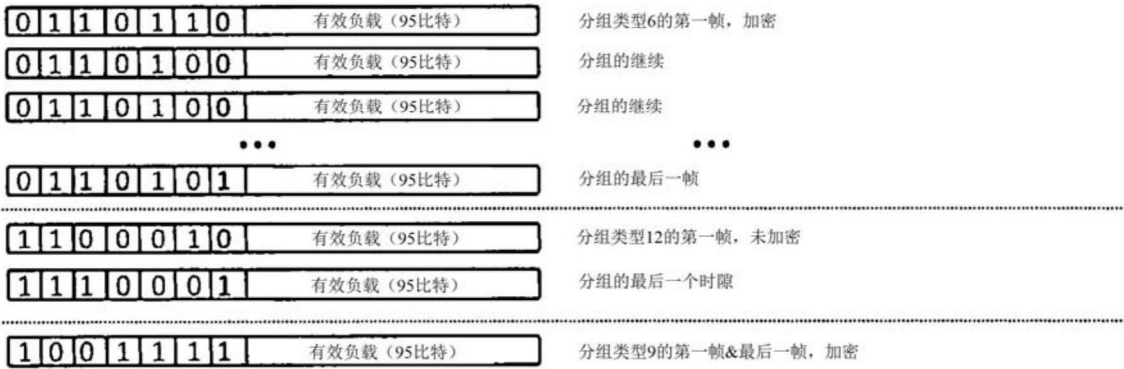 0 1 1 0 1 1 0 有效负载(95比特) 分组类型6的第一帧,加密
0 1 1 0 1 0 0 有效负载(95比特) 分组的继续
0 1 1 0 1 0 0 有效负载(95比特) 分组的继续
••• •••
0 1 1 0 1 0 1 有效负载(95比特) 分组的最后一帧
1 1 0 0 0 1 0 有效负载(95比特) 分组类型12的第一帧,未加密
1 1 1 0 0 0 1 有效负载(95比特) 分组的最后一个时隙
1 0 0 1 1 1 1 有效负载(95比特) 分组类型9的第一帧&最后一帧,加密